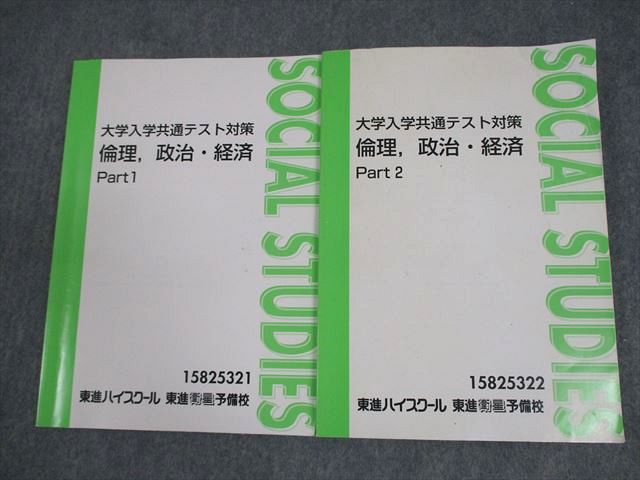 大学入学共通テスト対策
倫理，政治・経済
Part 1
SOCIAL STUDIES
15825321
東進ハイスクール 東進衛星予備校
大学入学共通テスト対策
倫理，政治・経済
Part 2
SOCIAL STUDIES
15825322
東進ハイスクール 東進衛星予備校